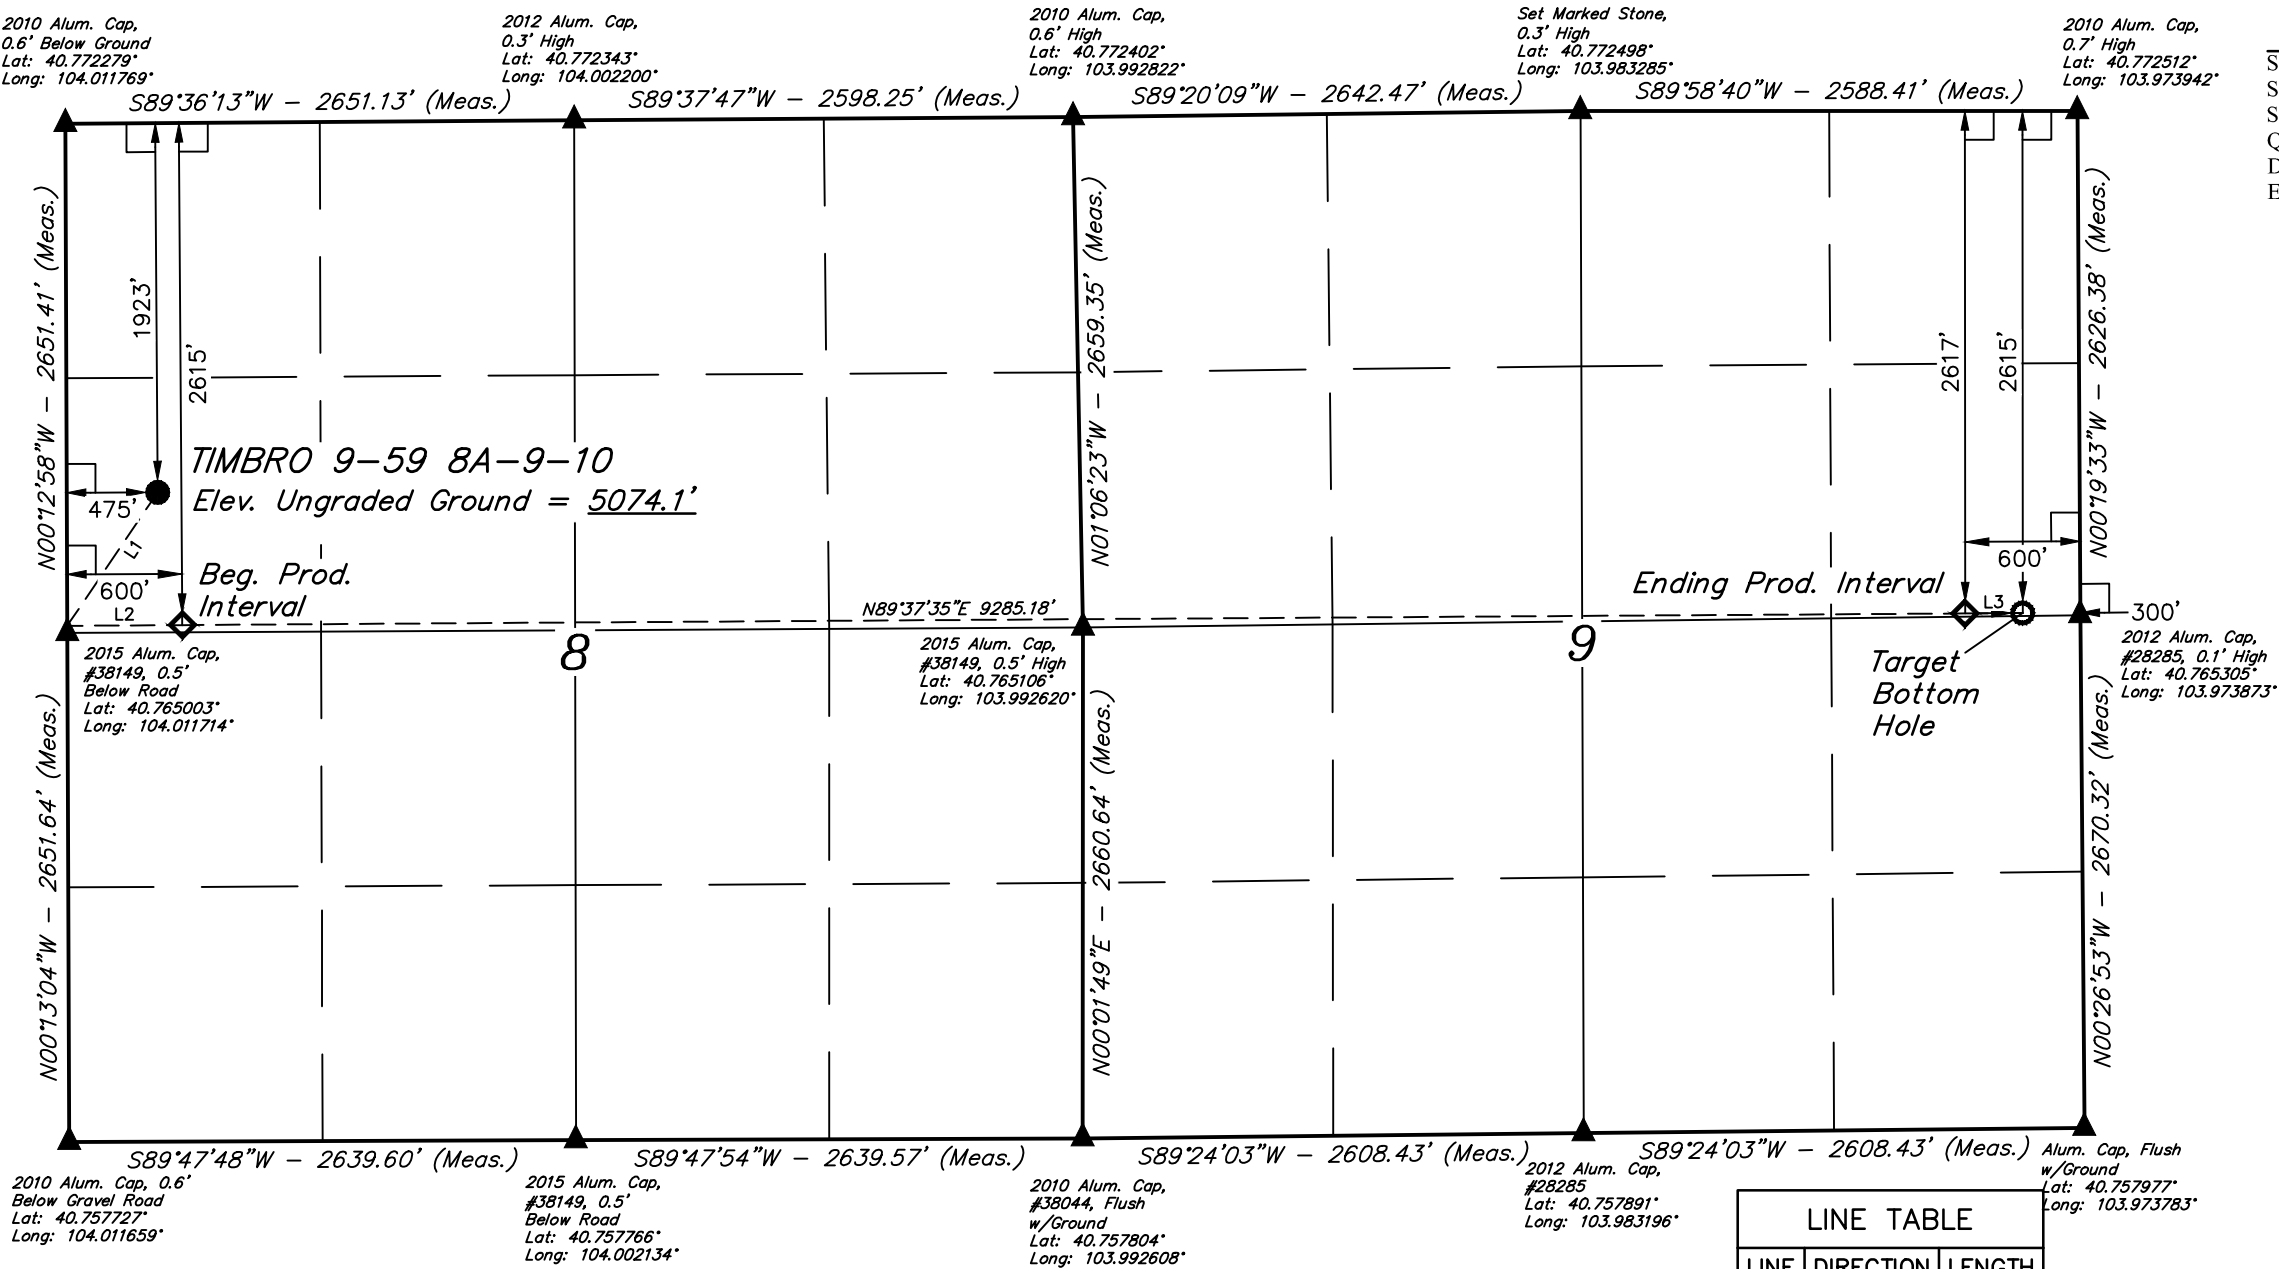 2010 Alum. Cap,
0.6' Below Ground
Lat: 40.772279°
Long: 104.011769°
2012 Alum. Cap,
0.3' High
Lat: 40.772343°
Long: 104.002200°
2010 Alum. Cap,
0.6' High
Lat: 40.772402°
Long: 103.992822°
Set Marked Stone,
0.3' High
Lat: 40.772498°
Long: 103.983285°
2010 Alum. Cap,
0.7' High
Lat: 40.772512°
Long: 103.973942°
S
S
S
Q
D
E
S89°36'13"W - 2651.13' (Meas.)
S89°37'47"W - 2598.25' (Meas.)
S89°20'09"W - 2642.47' (Meas.)
S89°58'40"W - 2588.41' (Meas.)
N00°12'58"W - 2651.41' (Meas.)
1923'
2615'
N01°06'23"W - 2659.35' (Meas.)
2617'
2615'
N00°19'33"W - 2626.38' (Meas.)
TIMBRO 9-59 8A-9-10
Elev. Ungraded Ground = 5074.1'
475'
L1
600'
L2
Beg. Prod.
Interval
N89°37'35"E 9285.18'
Ending Prod. Interval
600'
L3
300'
8
9
2015 Alum. Cap,
#38149, 0.5'
Below Road
Lat: 40.765003°
Long: 104.011714°
2015 Alum. Cap,
#38149, 0.5' High
Lat: 40.765106°
Long: 103.992620°
Target
Bottom
Hole
2012 Alum. Cap,
#28285, 0.1' High
Lat: 40.765305°
Long: 103.973873°
N00°13'04"W - 2651.64' (Meas.)
N00°01'49"E - 2660.64' (Meas.)
N00°26'53"W - 2670.32' (Meas.)
S89°47'48"W - 2639.60' (Meas.)
S89°47'54"W - 2639.57' (Meas.)
S89°24'03"W - 2608.43' (Meas.)
S89°24'03"W - 2608.43' (Meas.)
2010 Alum. Cap, 0.6'
Below Gravel Road
Lat: 40.757727°
Long: 104.011659°
2015 Alum. Cap,
#38149, 0.5'
Below Road
Lat: 40.757766°
Long: 104.002134°
2010 Alum. Cap,
#38044, Flush
w/Ground
Lat: 40.757804°
Long: 103.992608°
2012 Alum. Cap,
#28285
Lat: 40.757891°
Long: 103.983196°
Alum. Cap, Flush
w/Ground
Lat: 40.757977°
Long: 103.973783°
LINE TABLE
LINE DIRECTION LENGTH